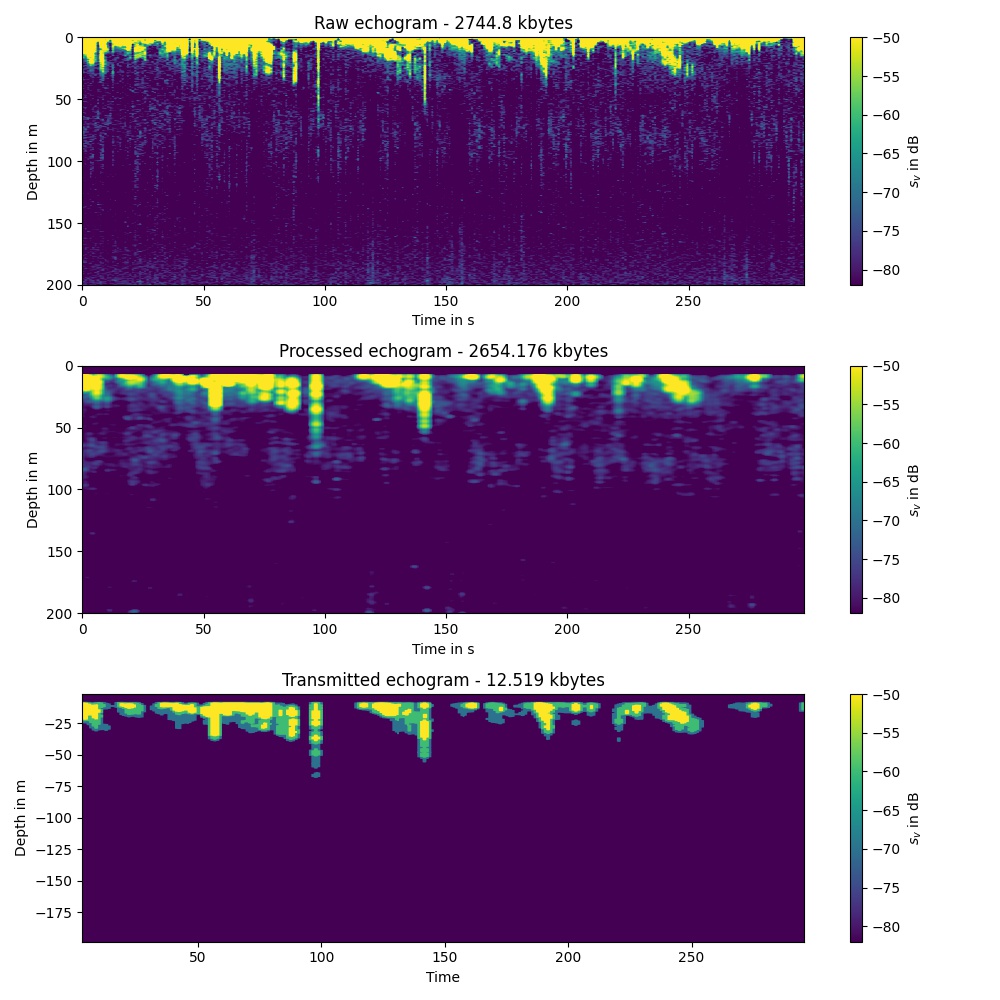 Raw echogram - 2744.8 kbytes
0
50
100
150
200
Depth in m
0 50 100 150 200 250
Time in s
−50
−55
−60
−65
−70
−75
−80
sv in dB
Processed echogram - 2654.176 kbytes
0
50
100
150
200
Depth in m
0 50 100 150 200 250
Time in s
−50
−55
−60
−65
−70
−75
−80
sv in dB
Transmitted echogram - 12.519 kbytes
−25
−50
−75
−100
−125
−150
−175
Depth in m
50 100 150 200 250
Time
−50
−55
−60
−65
−70
−75
−80
sv in dB